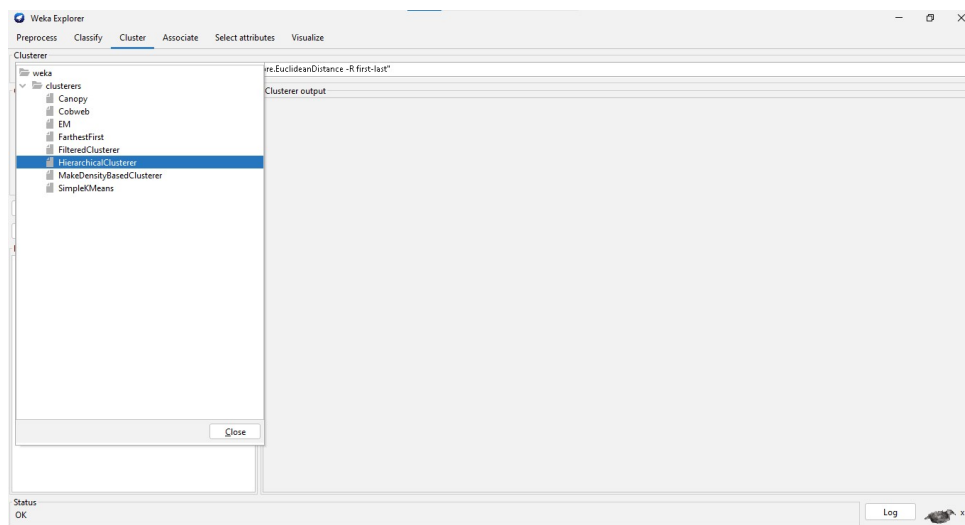 Weka Explorer
Preprocess Classify Cluster Associate Select attributes Visualize
Clusterer
weka
clusterers
Canopy
Cobweb
EM
FarthestFirst
FilteredClusterer
HierarchicalClusterer
MakeDensityBasedClusterer
SimpleKMeans
Close
re.EuclideanDistance -R first-last"
Clusterer output
Status
OK
Log
x